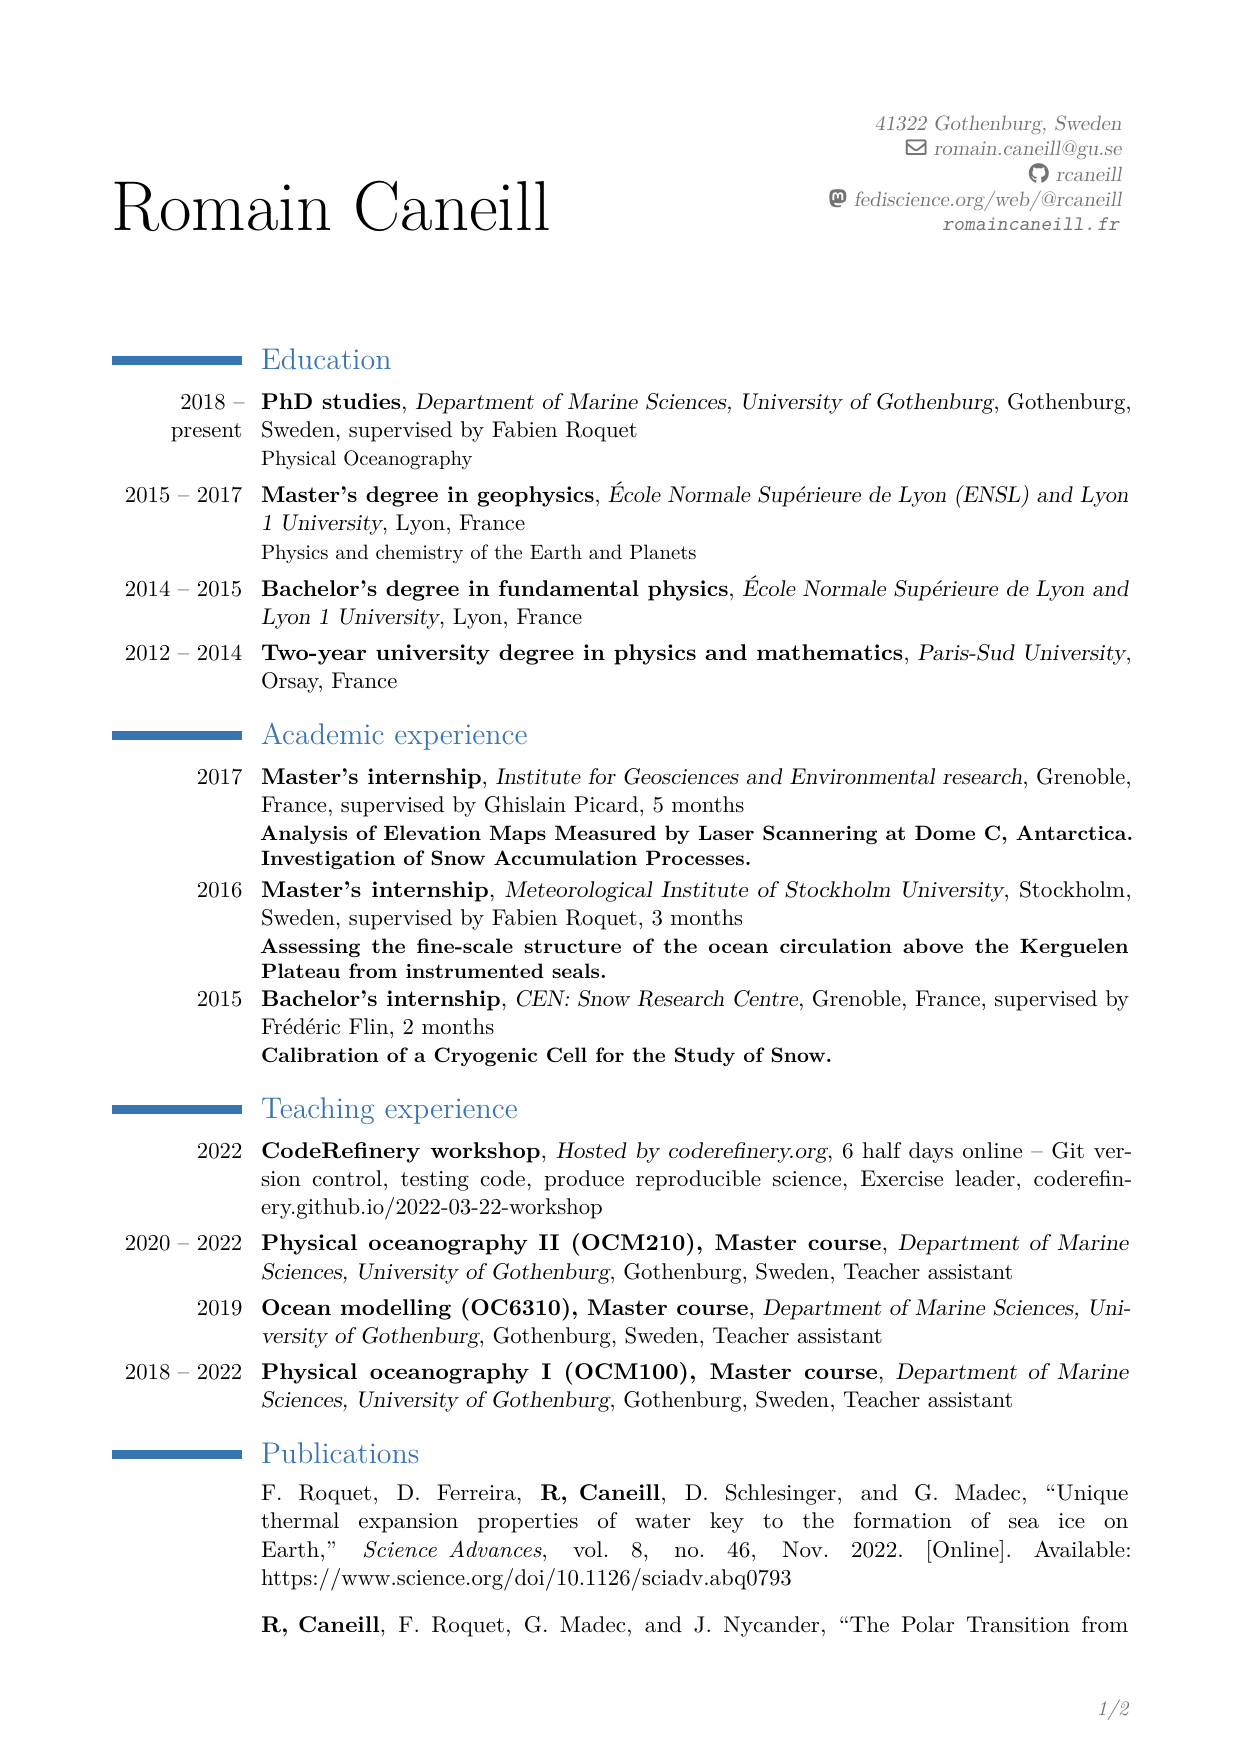 41322 Gothenburg, Sweden
romain.caneill@gu.se
rcaneill
fediscience.org/web/@rcaneill
romaincaneill.fr
Romain Caneill
Education
2018 – PhD studies, Department of Marine Sciences, University of Gothenburg, Gothenburg,
present Sweden, supervised by Fabien Roquet
Physical Oceanography
2015 – 2017 Master's degree in geophysics, École Normale Supérieure de Lyon (ENSL) and Lyon
1 University, Lyon, France
Physics and chemistry of the Earth and Planets
2014 – 2015 Bachelor's degree in fundamental physics, École Normale Supérieure de Lyon and
Lyon 1 University, Lyon, France
2012 – 2014 Two-year university degree in physics and mathematics, Paris-Sud University,
Orsay, France
Academic experience
2017 Master's internship, Institute for Geosciences and Environmental research, Grenoble,
France, supervised by Ghislain Picard, 5 months
Analysis of Elevation Maps Measured by Laser Scannering at Dome C, Antarctica.
Investigation of Snow Accumulation Processes.
2016 Master's internship, Meteorological Institute of Stockholm University, Stockholm,
Sweden, supervised by Fabien Roquet, 3 months
Assessing the fine-scale structure of the ocean circulation above the Kerguelen
Plateau from instrumented seals.
2015 Bachelor's internship, CEN: Snow Research Centre, Grenoble, France, supervised by
Frédéric Flin, 2 months
Calibration of a Cryogenic Cell for the Study of Snow.
Teaching experience
2022 CodeRefinery workshop, Hosted by coderefinery.org, 6 half days online – Git ver-
sion control, testing code, produce reproducible science, Exercise leader, coderefin-
ery.github.io/2022-03-22-workshop
2020 – 2022 Physical oceanography II (OCM210), Master course, Department of Marine
Sciences, University of Gothenburg, Gothenburg, Sweden, Teacher assistant
2019 Ocean modelling (OC6310), Master course, Department of Marine Sciences, Uni-
versity of Gothenburg, Gothenburg, Sweden, Teacher assistant
2018 – 2022 Physical oceanography I (OCM100), Master course, Department of Marine
Sciences, University of Gothenburg, Gothenburg, Sweden, Teacher assistant
Publications
F. Roquet, D. Ferreira, R, Caneill, D. Schlesinger, and G. Madec, “Unique
thermal expansion properties of water key to the formation of sea ice on
Earth,” Science Advances, vol. 8, no. 46, Nov. 2022. [Online]. Available:
https://www.science.org/doi/10.1126/sciadv.abq0793
R, Caneill, F. Roquet, G. Madec, and J. Nycander, “The Polar Transition from
1/2